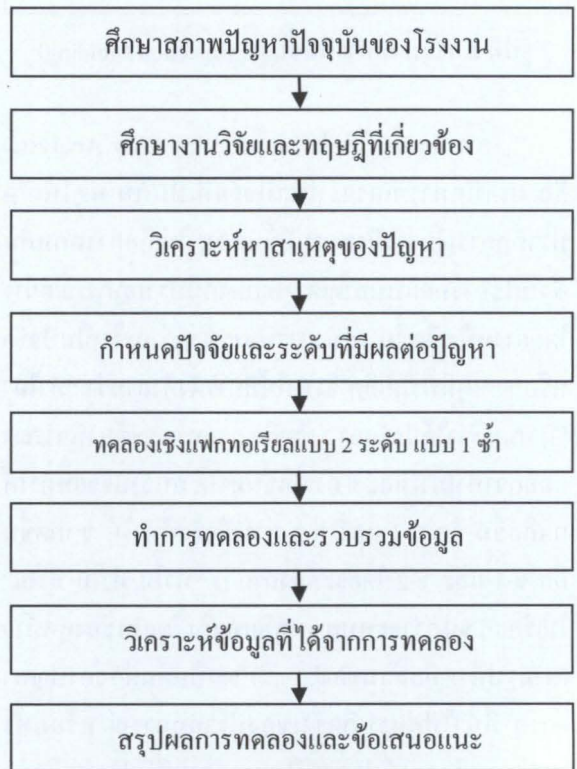 ศึกษาสภาพปัญหาปัจจุบันของโรงงาน
ศึกษางานวิจัยและทฤษฎีที่เกี่ยวข้อง
วิเคราะห์หาสาเหตุของปัญหา
กำหนดปัจจัยและระดับที่มีผลต่อปัญหา
ทดลองเชิงแฟกทอเรียลแบบ 2 ระดับ แบบ 1 ซ้ำ
ทำการทดลองและรวบรวมข้อมูล
วิเคราะห์ข้อมูลที่ได้จากการทดลอง
สรุปผลการทดลองและข้อเสนอแนะ